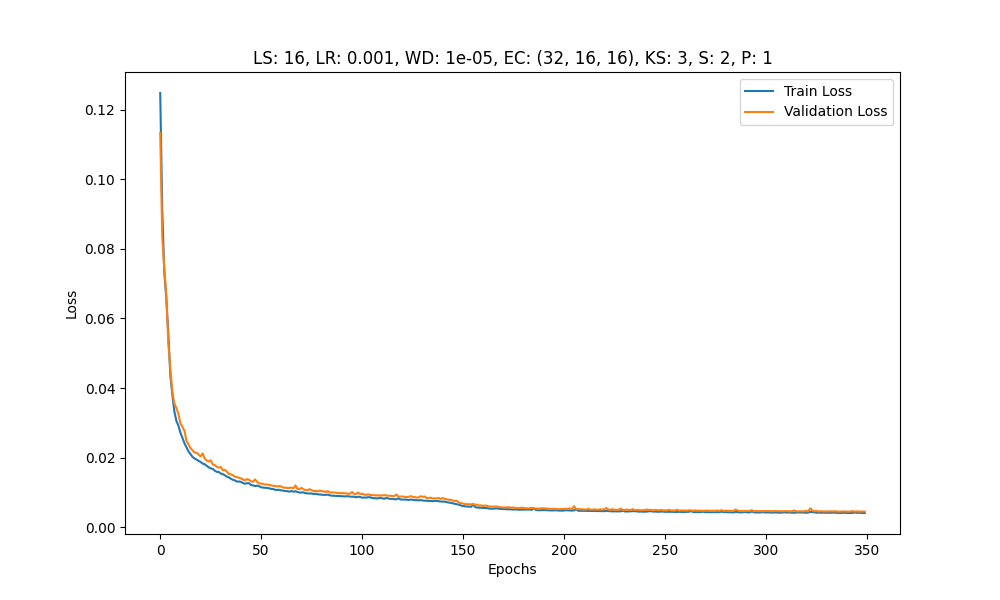 LS: 16, LR: 0.001, WD: 1e-05, EC: (32, 16, 16), KS: 3, S: 2, P: 1
Train Loss
Validation Loss
0.12
0.10
0.08
0.06
0.04
0.02
0.00
Loss
0 50 100 150 200 250 300 350
Epochs